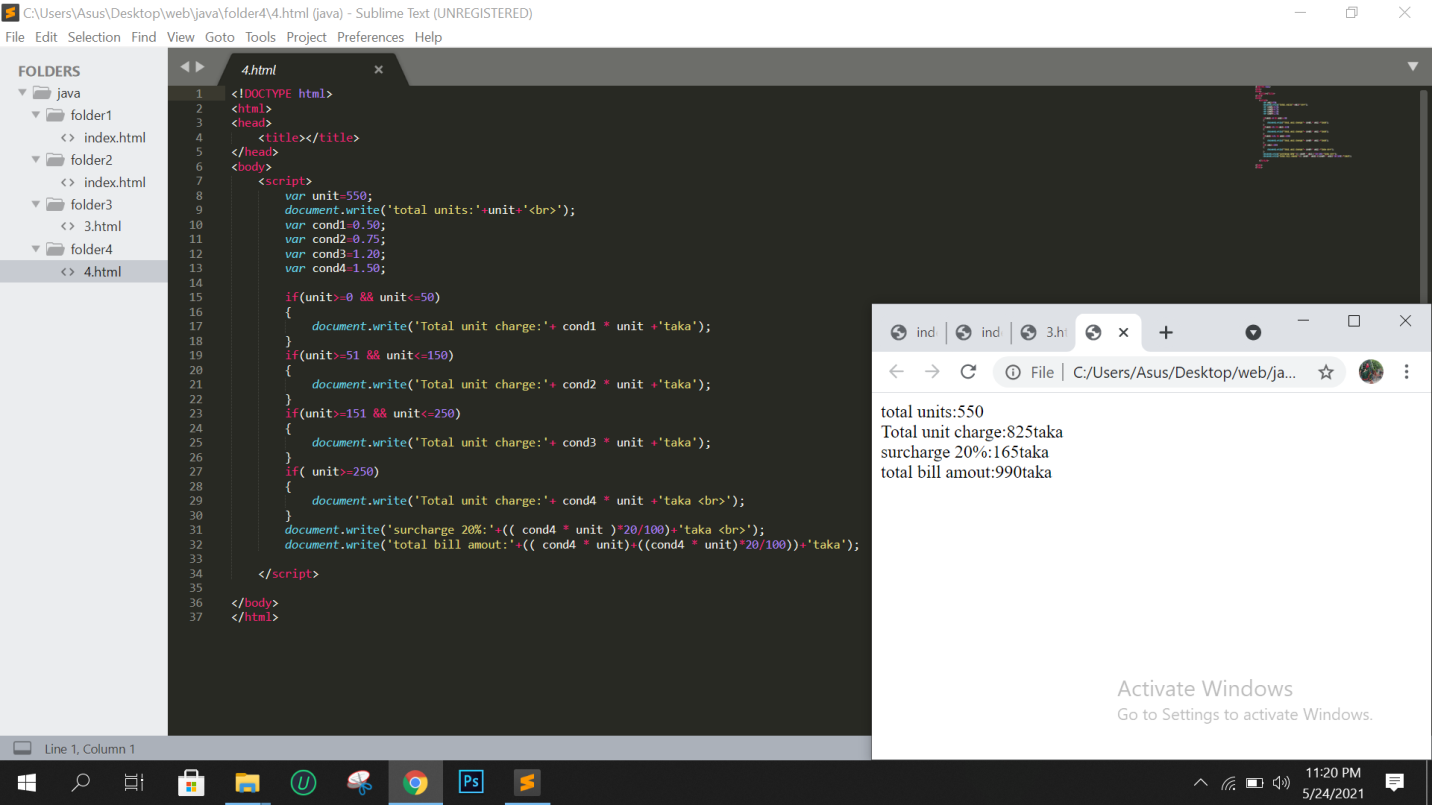 C:\Users\Asus\Desktop\web\java\folder4\4.html (java) - Sublime Text (UNREGISTERED)
File Edit Selection Find View Goto Tools Project Preferences Help
FOLDERS
java
folder1
<> index.html
folder2
<> index.html
folder3
<> 3.html
folder4
<> 4.html
4.html
1 <!DOCTYPE html>
2 <html>
3 <head>
4 <title></title>
5 </head>
6 <body>
7 <script>
8 var unit=550;
9 document.write('total units:'+unit+'<br>');
10 var cond1=0.50;
11 var cond2=0.75;
12 var cond3=1.20;
13 var cond4=1.50;
14
15 if(unit>=0 && unit<=50)
16 {
17 document.write('Total unit charge:'+ cond1 * unit +'taka');
18 }
19 if(unit>=51 && unit<=150)
20 {
21 document.write('Total unit charge:'+ cond2 * unit +'taka');
22 }
23 if(unit>=151 && unit<=250)
24 {
25 document.write('Total unit charge:'+ cond3 * unit +'taka');
26 }
27 if( unit>=250)
28 {
29 document.write('Total unit charge:'+ cond4 * unit +'taka <br>');
30 }
31 document.write('surcharge 20%:'+(( cond4 * unit )*20/100)+'taka <br>');
32 document.write('total bill amout:'+(( cond4 * unit)+((cond4 * unit)*20/100))+'taka');
33
34 </script>
35
36 </body>
37 </html>
ind ind 3.h
File C:/Users/Asus/Desktop/web/ja...
total units:550
Total unit charge:825taka
surcharge 20%:165taka
total bill amout:990taka
Activate Windows
Go to Settings to activate Windows.
Line 1, Column 1
U Ps
11:20 PM
5/24/2021